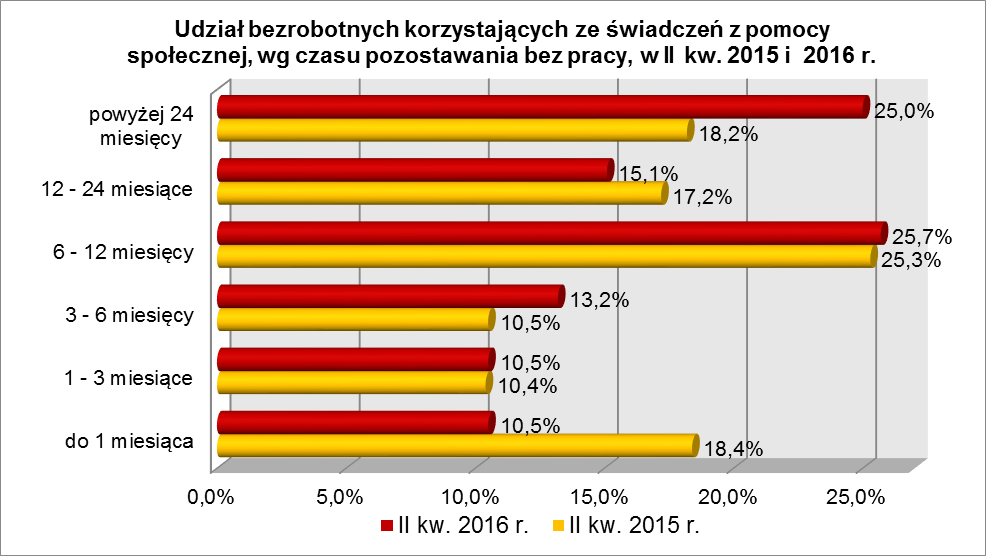 Udział bezrobotnych korzystających ze świadczeń z pomocy
społecznej, wg czasu pozostawania bez pracy, w II kw. 2015 i 2016 r.
powyżej 24
miesięcy
25,0%
18,2%
12 - 24 miesiące
15,1%
17,2%
6 - 12 miesięcy
25,7%
25,3%
3 - 6 miesięcy
13,2%
10,5%
1 - 3 miesiące
10,5%
10,4%
do 1 miesiąca
10,5%
18,4%
0,0% 5,0% 10,0% 15,0% 20,0% 25,0%
II kw. 2016 r. II kw. 2015 r.